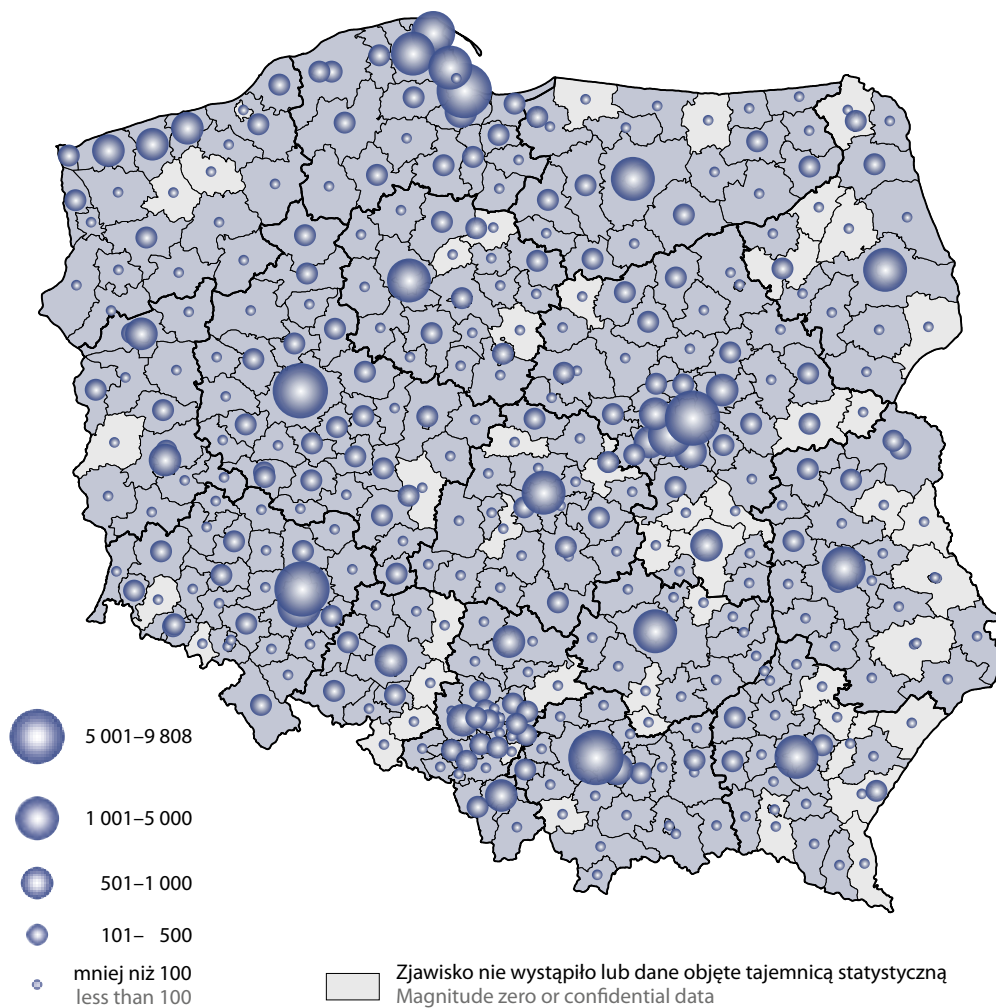 5 001–9 808
1 001–5 000
501–1 000
101– 500
mniej niż 100
less than 100
Zjawisko nie wystąpiło lub dane objęte tajemnicą statystyczną
Magnitude zero or confidential data